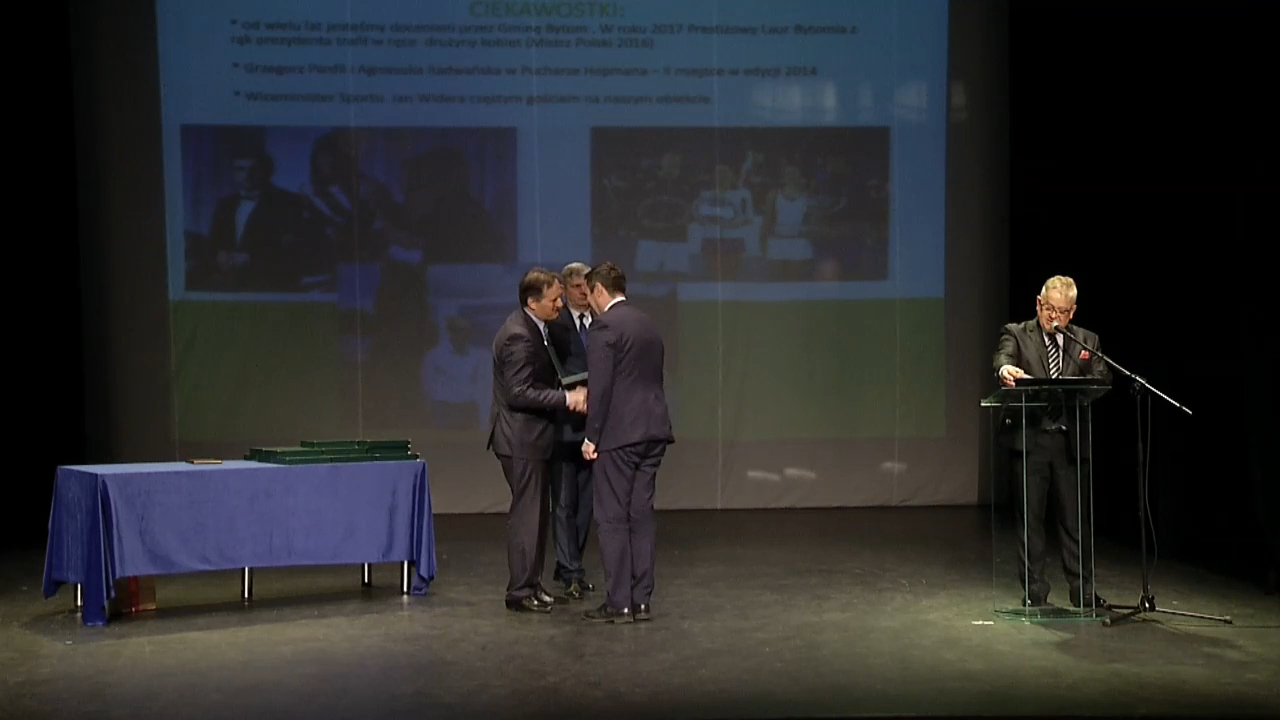 CIEKAWOSTKI:
* od wielu lat jesteśmy doceniani przez Gminę Bytom . W roku 2017 Prestiżowy Laur Bytomia z
rąk prezydenta trafił w ręce drużyny kobiet (Mistrz Polski 2016)
* Grzegorz Panfil i Agnieszka Radwańska w Pucharze Hopmana – II miejsce w edycji 2014
* Wiceminister Sportu Jan Widera częstym gościem na naszym obiekcie